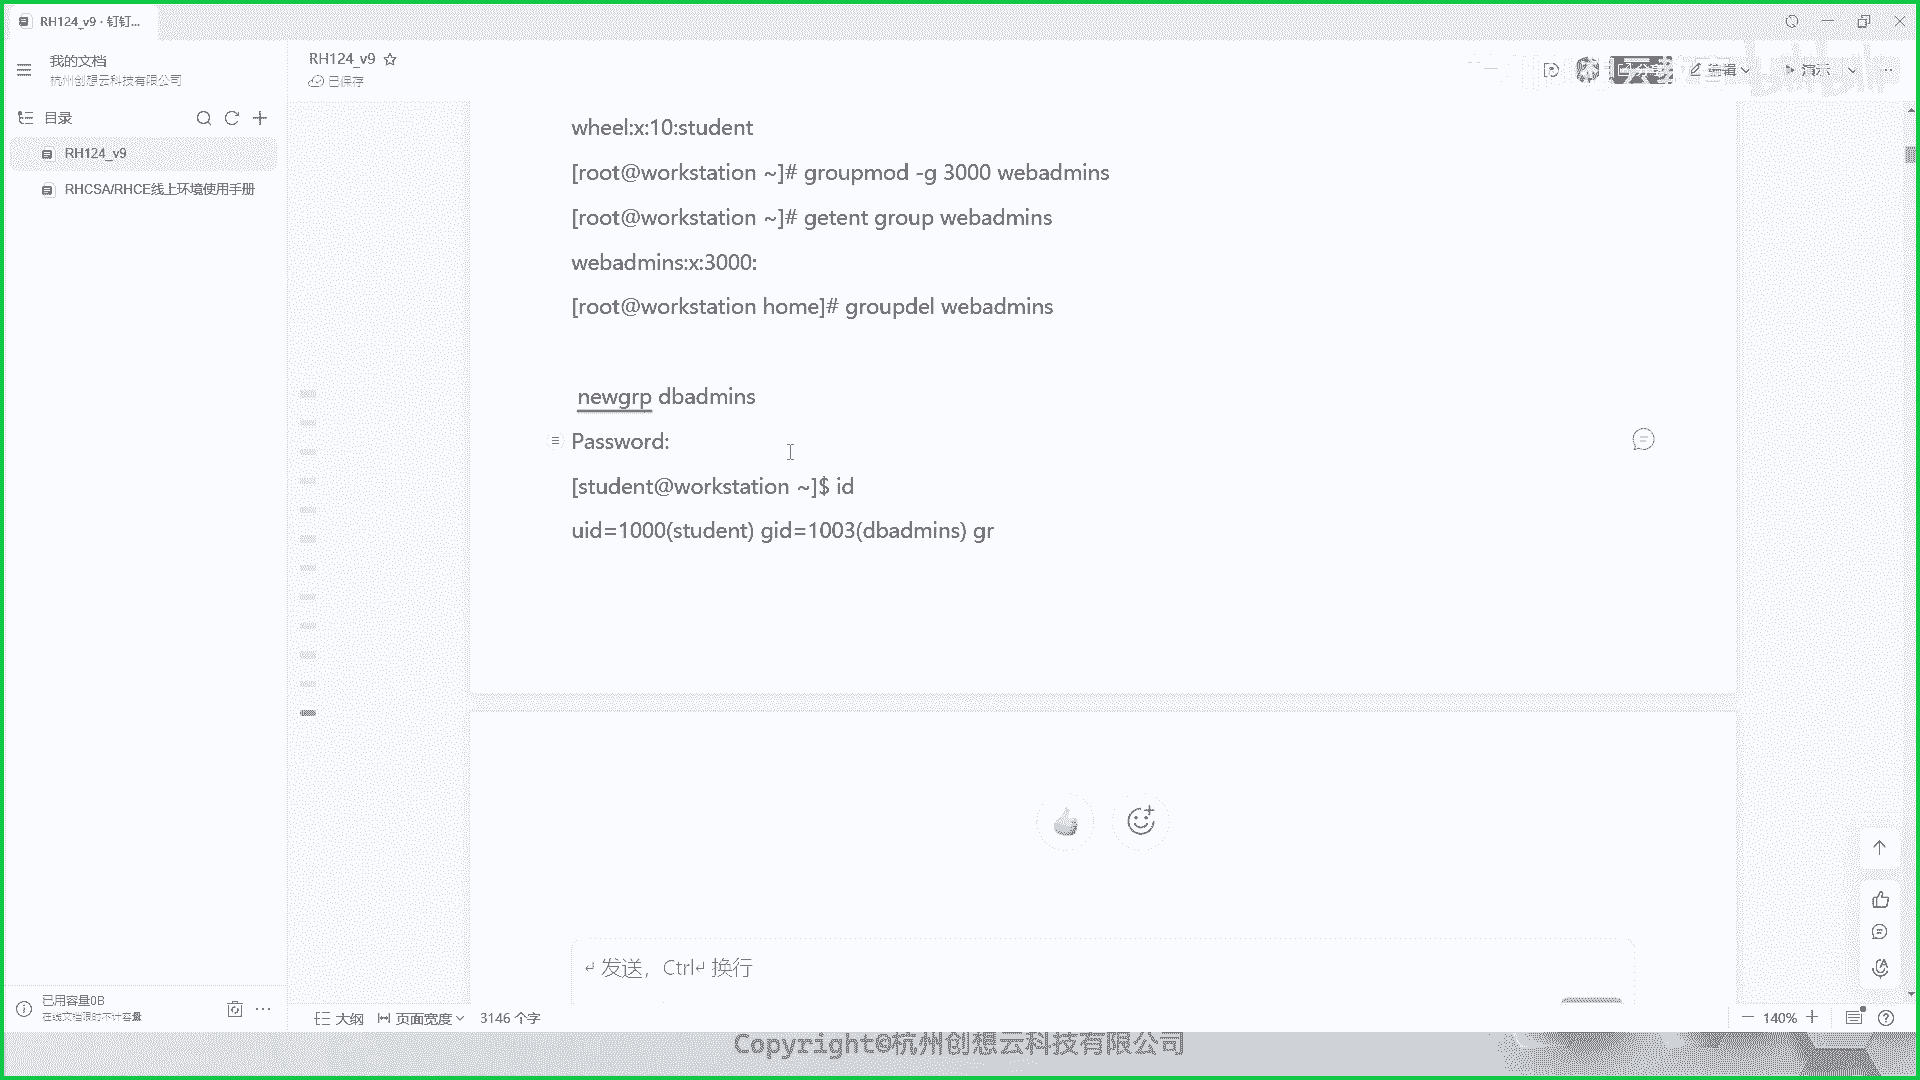 RH124_v9 · 钉钉...
我的文档
杭州创想云科技有限公司
目录
RH124_v9
RHCSA/RHCE线上环境使用手册
RH124_v9
已保存
编辑
演示
wheel:x:10:student
[root@workstation ~]# groupmod -g 3000 webadmins
[root@workstation ~]# getent group webadmins
webadmins:x:3000:
[root@workstation home]# groupdel webadmins
newgrp dbadmins
Password:
[student@workstation ~]$ id
uid=1000(student) gid=1003(dbadmins) gr
↵ 发送，Ctrl↵ 换行
已用容量0B
在线文档限时不计容量
大纲
页面宽度
3146 个字
140%
Copyright©杭州创想云科技有限公司